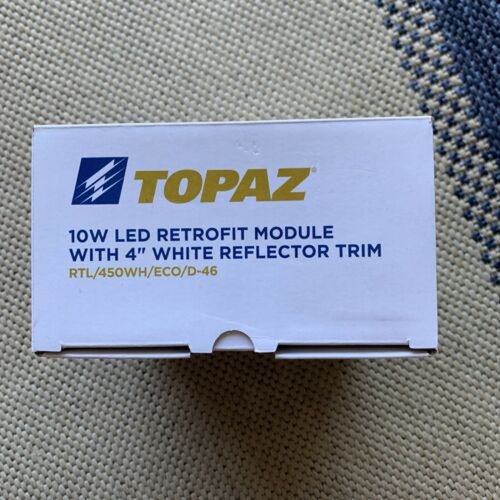 TOPAZ®
10W LED RETROFIT MODULE
WITH 4" WHITE REFLECTOR TRIM
RTL/450WH/ECO/D-46